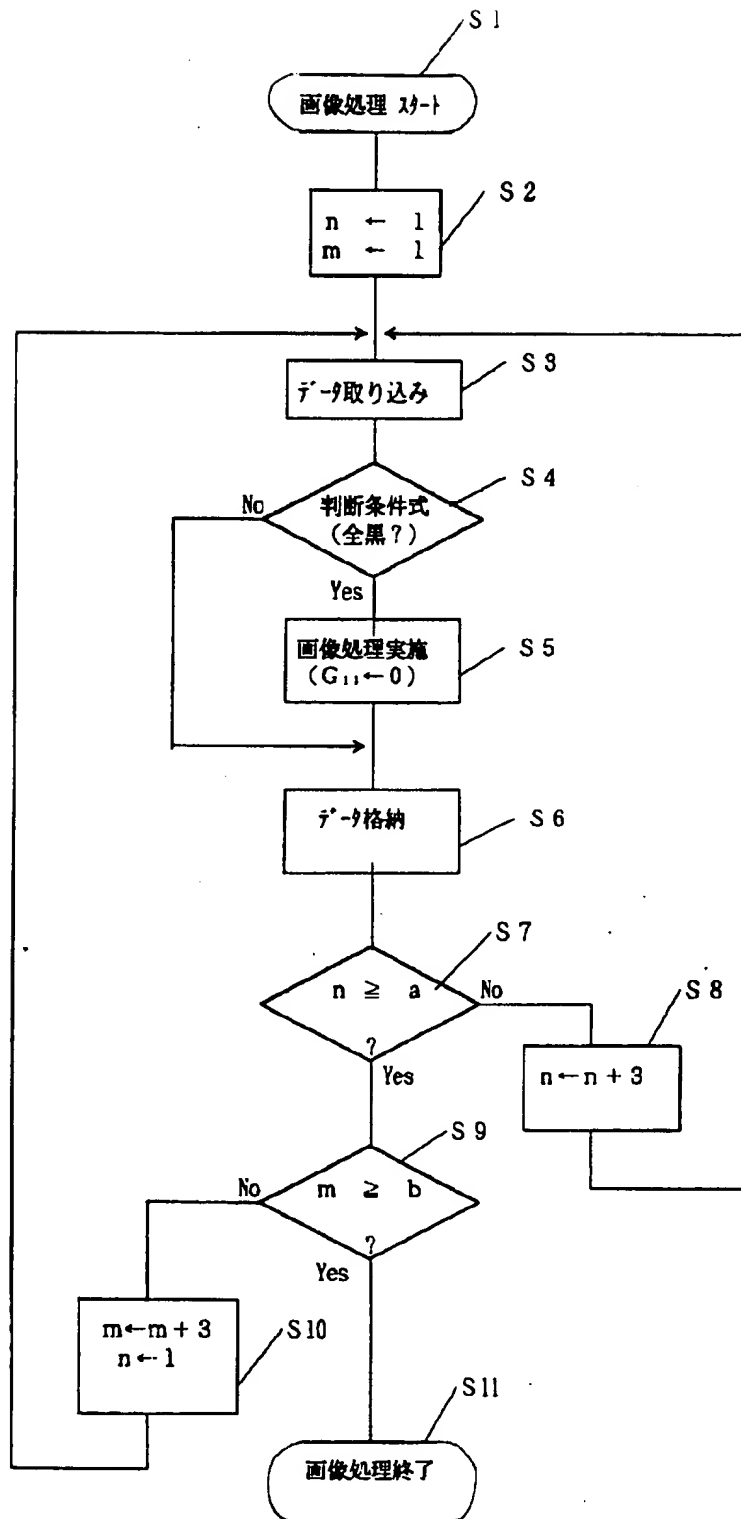 S1
画像処理 スタート
S2
n ← 1
m ← 1
S3
データ取り込み
S4
No
判断条件式
(全黒?)
Yes
画像処理実施
(G₁₁←0)
S5
データ格納
S6
S7
n ≧ a
?
No
Yes
S8
n←n+3
S9
No
m ≧ b
?
Yes
m←m+3
n←1
S10
S11
画像処理終了